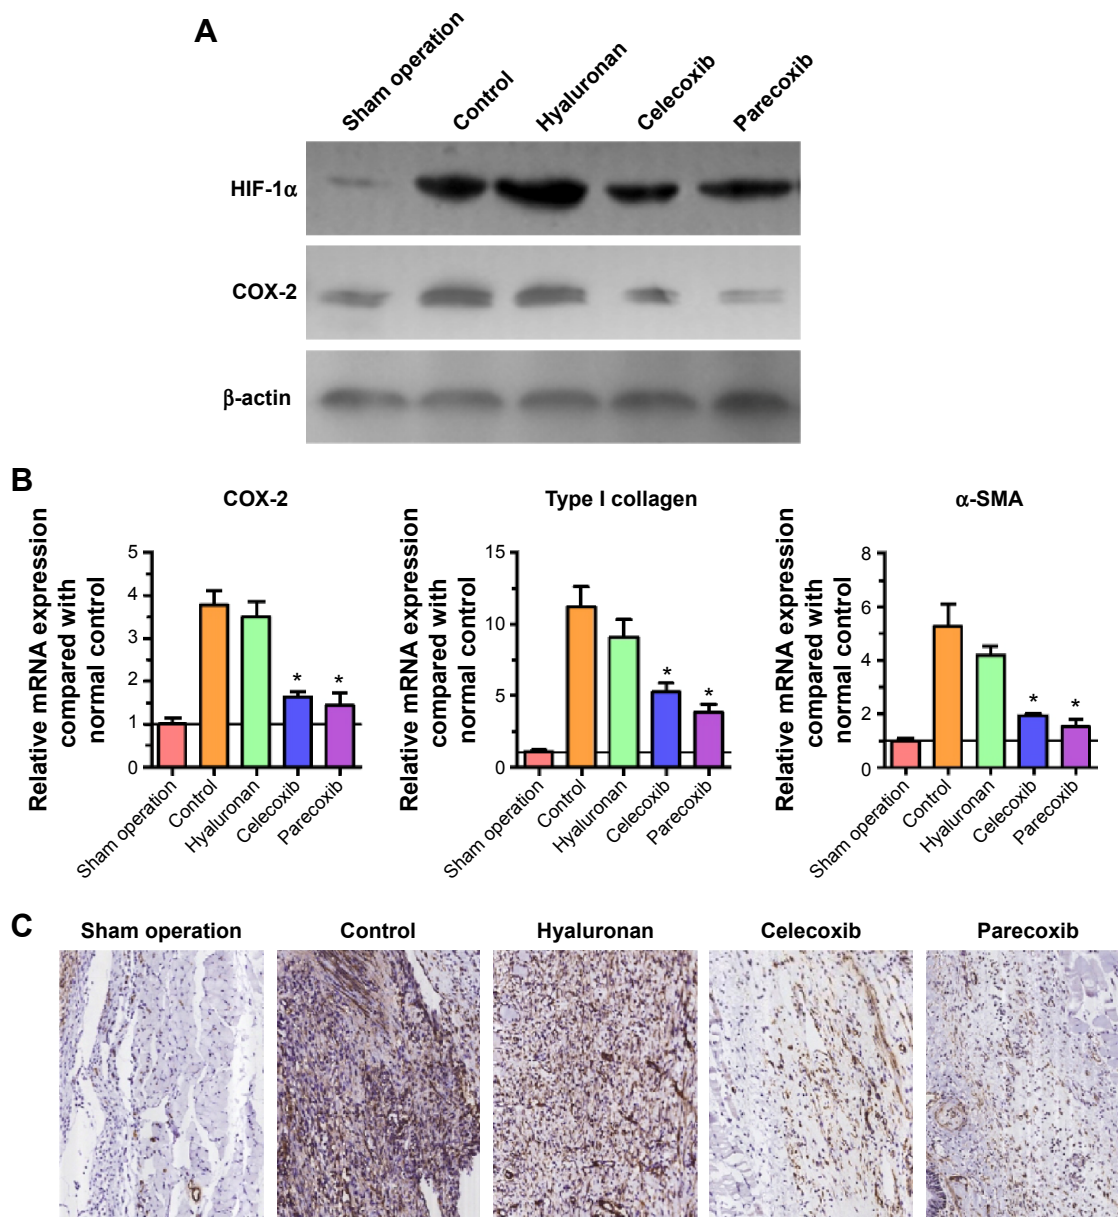 A
Sham operation
Control
Hyaluronan
Celecoxib
Parecoxib
HIF-1α
COX-2
β-actin
B
COX-2
Relative mRNA expression
compared with
normal control
5
4
3
2
1
0
Sham operation
Control
Hyaluronan
Celecoxib
Parecoxib
*
*
Type I collagen
Relative mRNA expression
compared with
normal control
15
10
5
0
Sham operation
Control
Hyaluronan
Celecoxib
Parecoxib
*
*
α-SMA
Relative mRNA expression
compared with
normal control
8
6
4
2
0
Sham operation
Control
Hyaluronan
Celecoxib
Parecoxib
*
*
C
Sham operation
Control
Hyaluronan
Celecoxib
Parecoxib